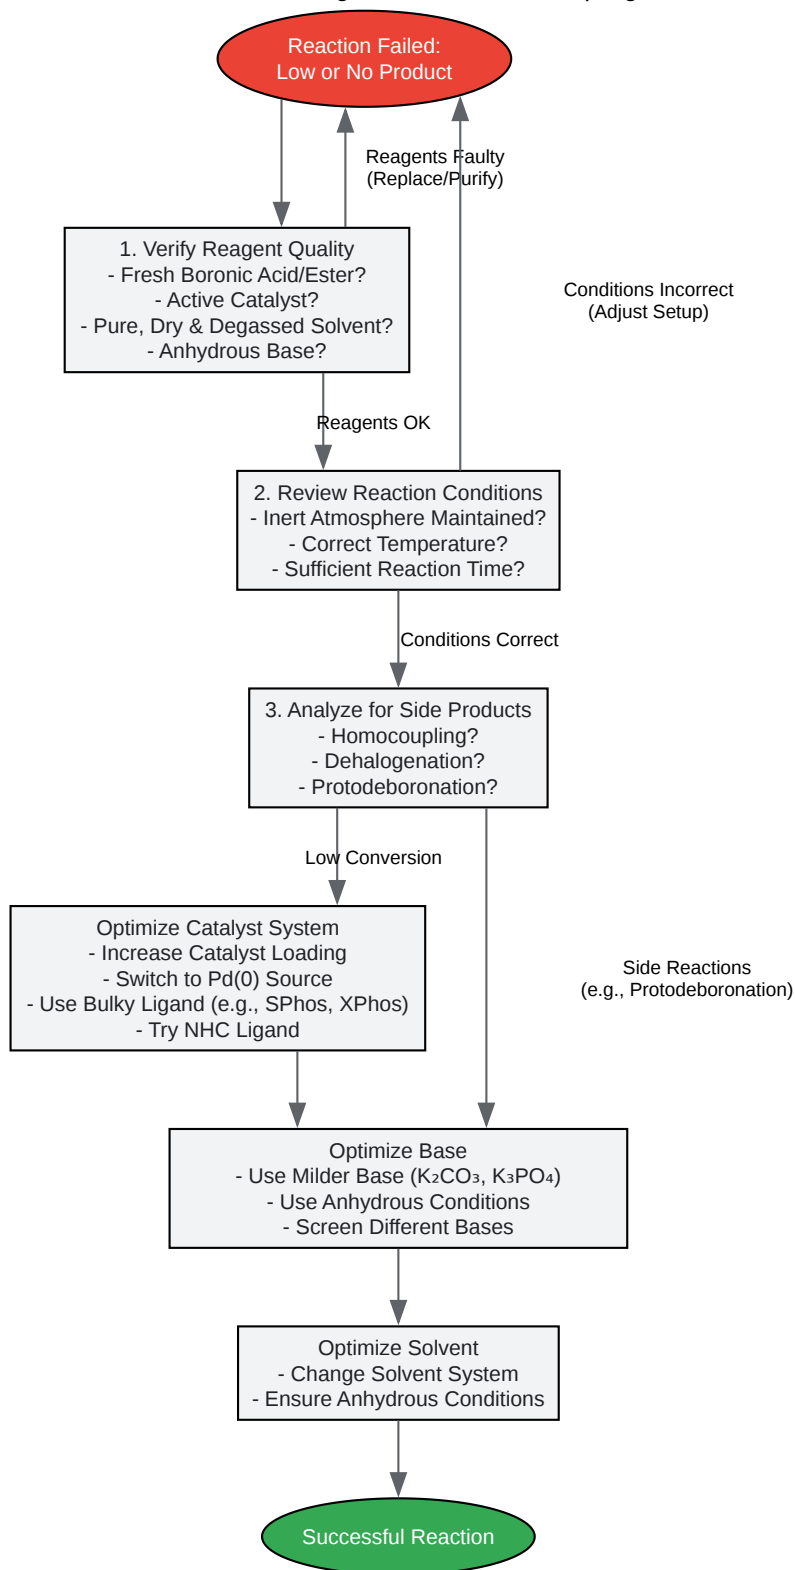 Reaction Failed:
Low or No Product
Reagents Faulty
(Replace/Purify)
1. Verify Reagent Quality
- Fresh Boronic Acid/Ester?
- Active Catalyst?
- Pure, Dry & Degassed Solvent?
- Anhydrous Base?
Conditions Incorrect
(Adjust Setup)
Reagents OK
2. Review Reaction Conditions
- Inert Atmosphere Maintained?
- Correct Temperature?
- Sufficient Reaction Time?
Conditions Correct
3. Analyze for Side Products
- Homocoupling?
- Dehalogenation?
- Protodeboronation?
Low Conversion
Optimize Catalyst System
- Increase Catalyst Loading
- Switch to Pd(0) Source
- Use Bulky Ligand (e.g., SPhos, XPhos)
- Try NHC Ligand
Side Reactions
(e.g., Protodeboronation)
Optimize Base
- Use Milder Base (K₂CO₃, K₃PO₄)
- Use Anhydrous Conditions
- Screen Different Bases
Optimize Solvent
- Change Solvent System
- Ensure Anhydrous Conditions
Successful Reaction